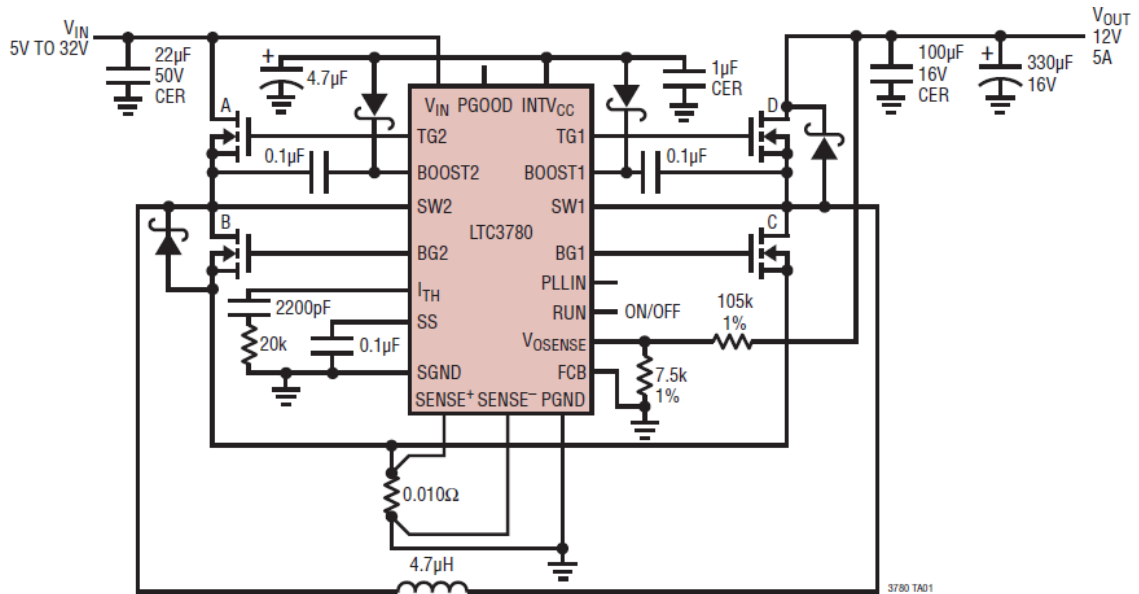 VIN
5V TO 32V
22µF
50V
CER
+
4.7µF
1µF
CER
VOUT
12V
5A
100µF
16V
CER
+
330µF
16V
VIN PGOOD INTVCC
A
D
TG2
TG1
0.1µF
0.1µF
BOOST2
BOOST1
SW2
SW1
B
C
LTC3780
BG2
BG1
PLLIN
ITH
2200pF
RUN
ON/OFF
105k
1%
SS
20k
0.1µF
VOSENSE
SGND
FCB
7.5k
1%
SENSE+ SENSE− PGND
0.010Ω
4.7µH
3780 TA01